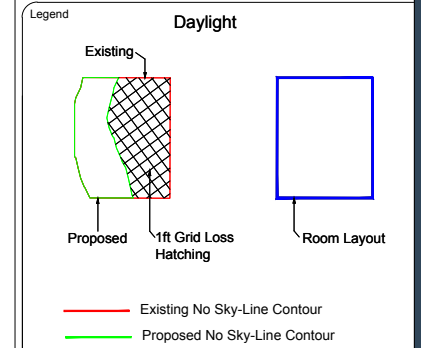 Legend
Daylight
Existing
Proposed
1ft Grid Loss
Hatching
Room Layout
Existing No Sky-Line Contour
Proposed No Sky-Line Contour